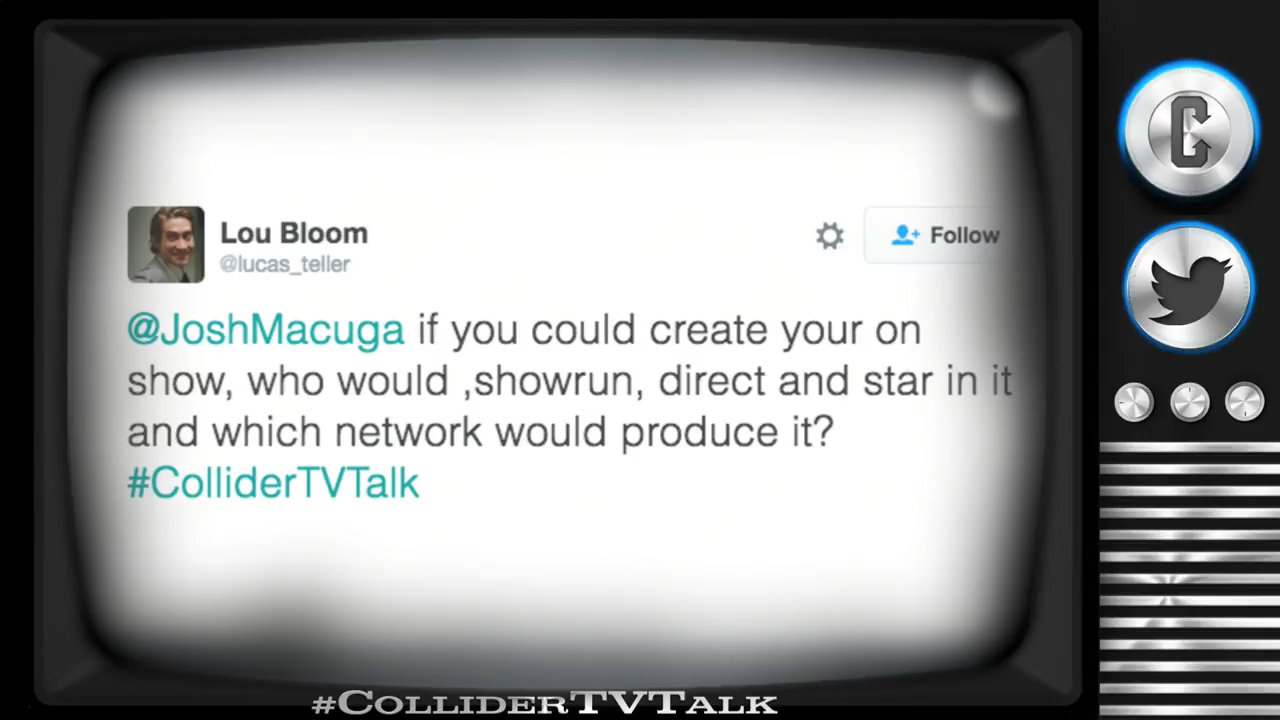 Lou Bloom
@lucas_teller
Follow
@JoshMacuga if you could create your on
show, who would ,showrun, direct and star in it
and which network would produce it?
#ColliderTVTalk
#ColliderTVTalk